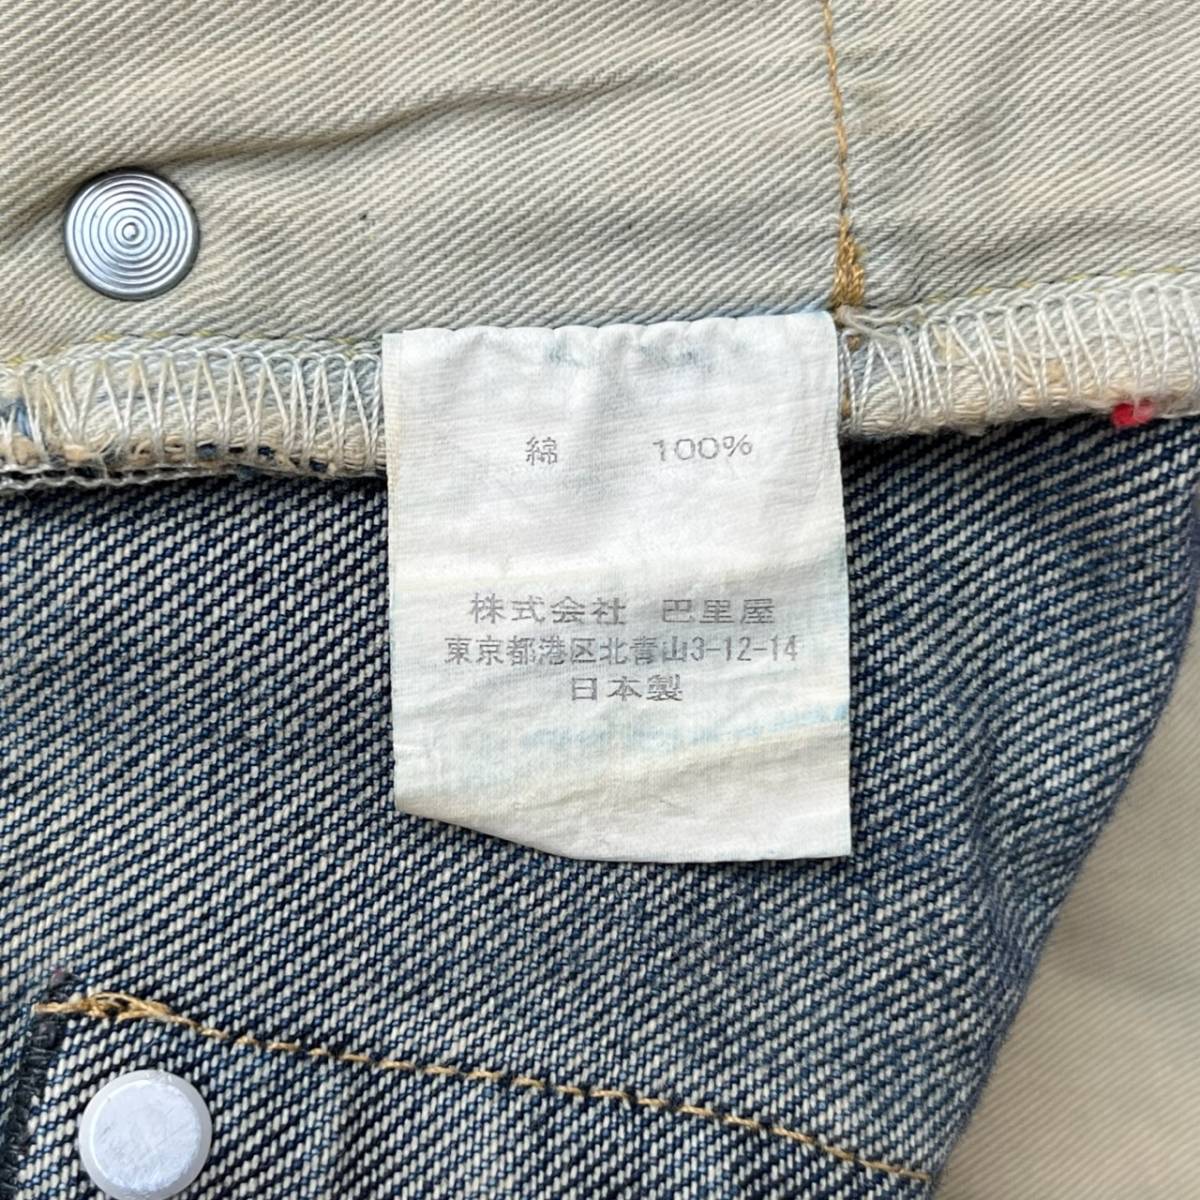 綿 100%
株式会社 巴里屋
東京都港区北青山3-12-14
日本製